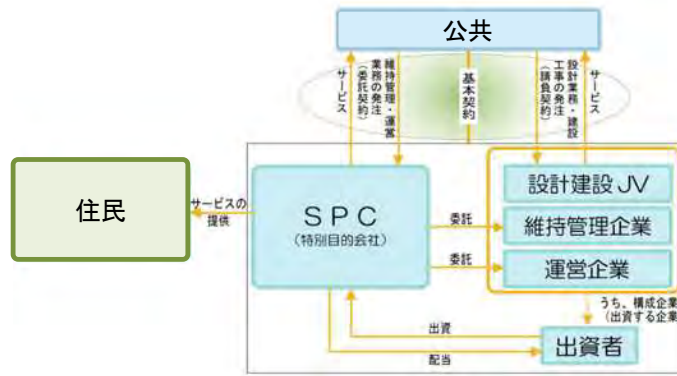 公共
サービス
維持管理・運営
業務の発注
(委託契約)
基本契約
設計業務・建設
工事の発注
(請負契約)
サービス
住民
サービスの
提供
SPC
(特別目的会社)
委託
委託
設計建設JV
維持管理企業
運営企業
うち、構成企業
(出資する企業
出資
配当
出資者